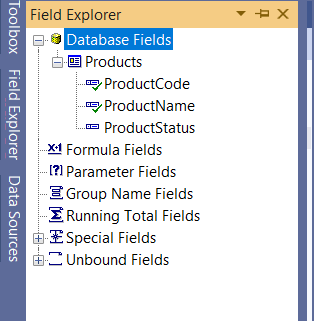 Field Explorer
Toolbox
Field Explorer
Data Sources
Database Fields
Products
ProductCode
ProductName
ProductStatus
Formula Fields
Parameter Fields
Group Name Fields
Running Total Fields
Special Fields
Unbound Fields